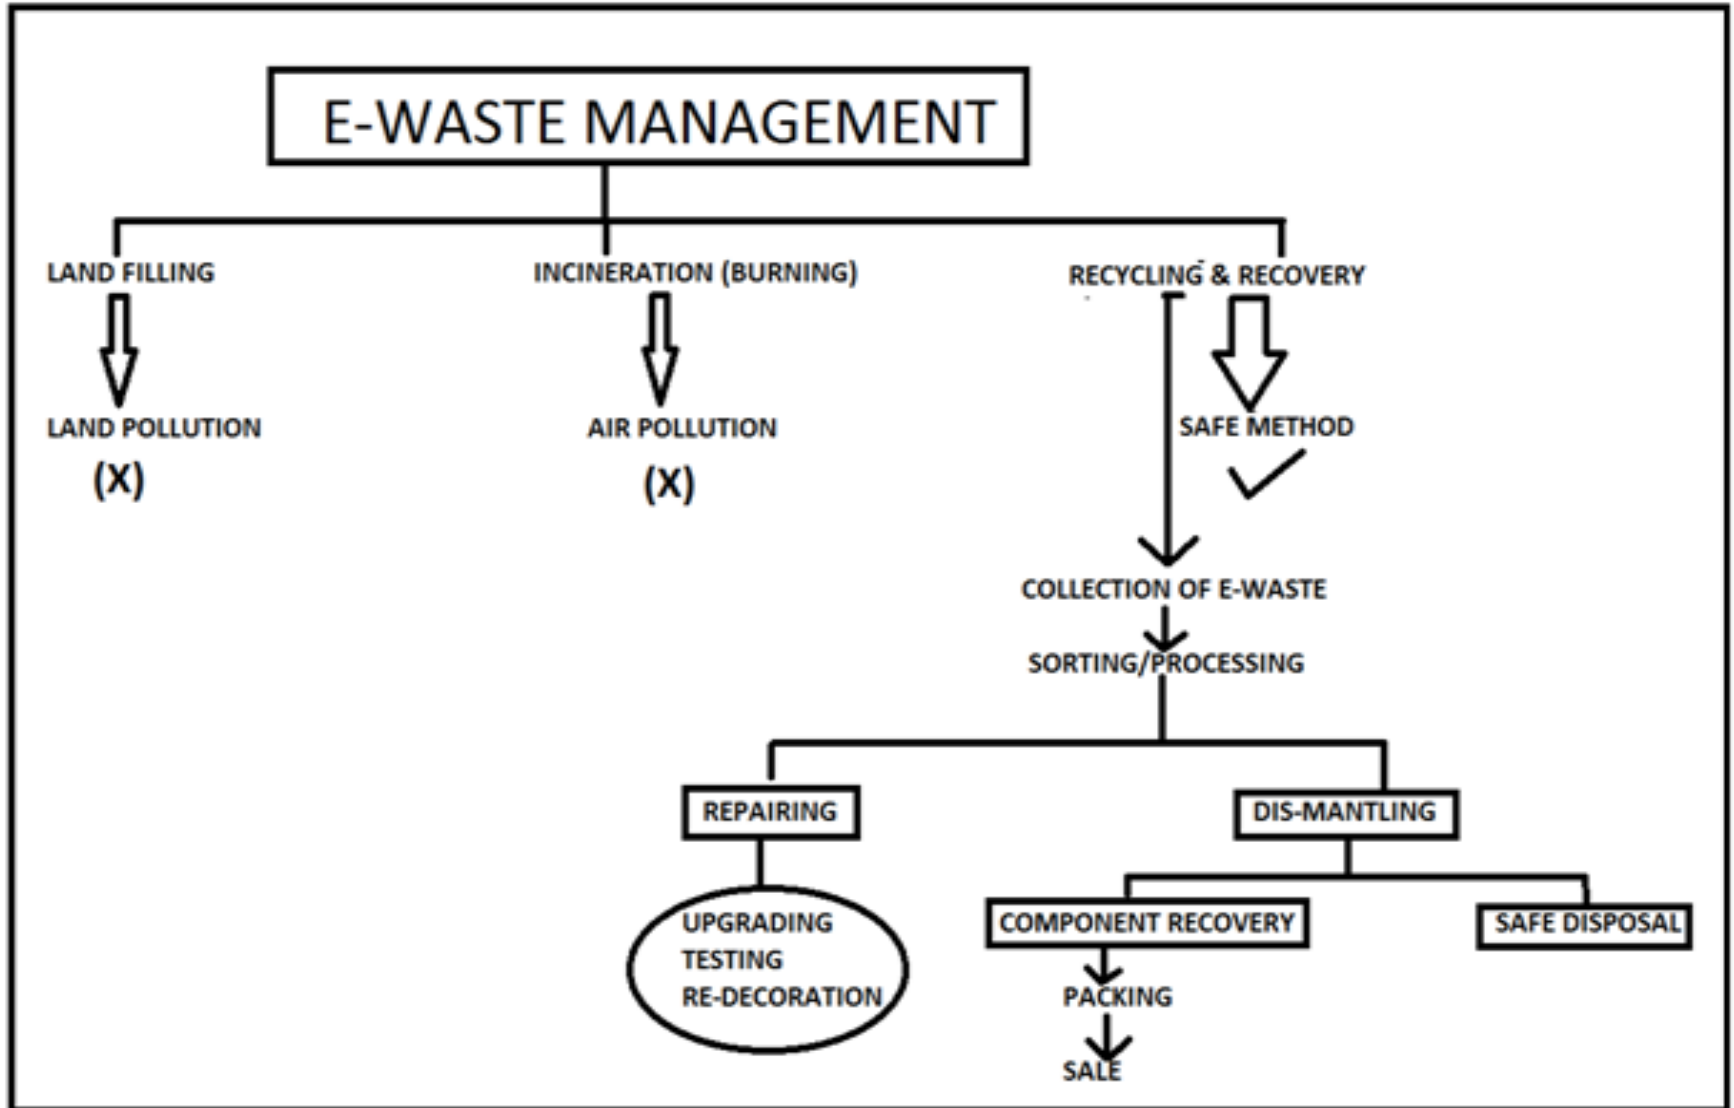 E-WASTE MANAGEMENT
LAND FILLING
INCINERATION (BURNING)
RECYCLING & RECOVERY
LAND POLLUTION
(X)
AIR POLLUTION
(X)
SAFE METHOD
COLLECTION OF E-WASTE
SORTING/PROCESSING
REPAIRING
DIS-MANTLING
UPGRADING
TESTING
RE-DECORATION
COMPONENT RECOVERY
SAFE DISPOSAL
PACKING
SALE